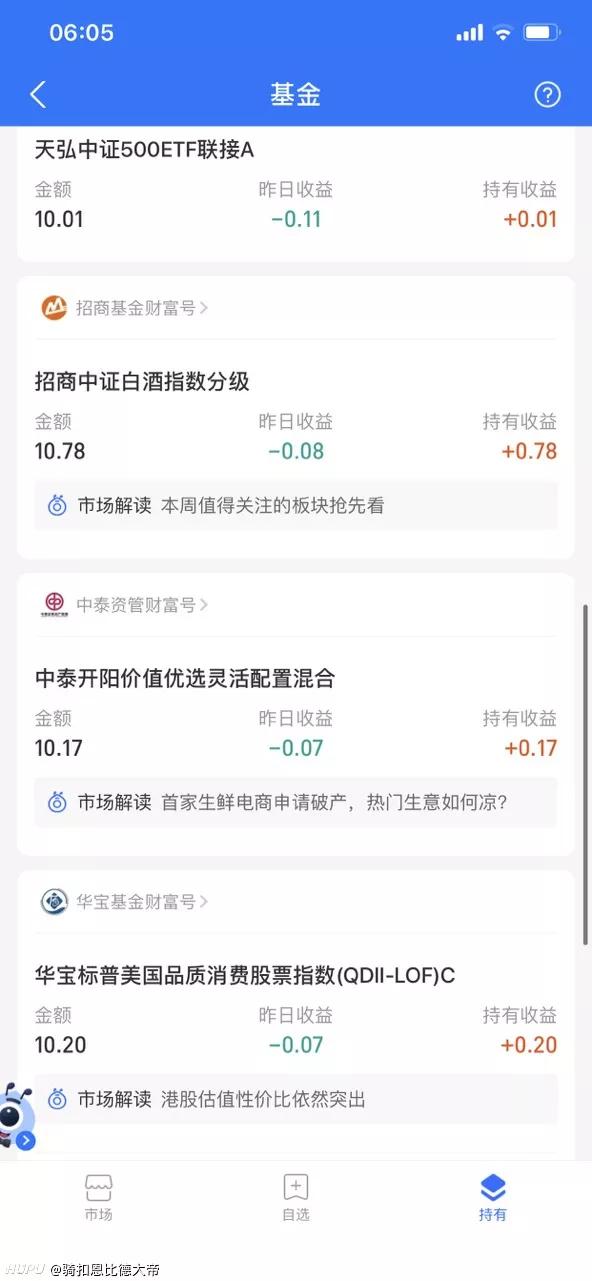 06:05
基金
天弘中证500ETF联接A
金额 昨日收益 持有收益
10.01 -0.11 +0.01
招商基金财富号
招商中证白酒指数分级
金额 昨日收益 持有收益
10.78 -0.08 +0.78
市场解读 本周值得关注的板块抢先看
中泰资管财富号
中泰开阳价值优选灵活配置混合
金额 昨日收益 持有收益
10.17 -0.07 +0.17
市场解读 首家生鲜电商申请破产，热门生意如何凉?
华宝基金财富号
华宝标普美国品质消费股票指数(QDII-LOF)C
金额 昨日收益 持有收益
10.20 -0.07 +0.20
市场解读 港股估值性价比依然突出
市场 自选 持有
HUPU @骑扣恩比德大帝